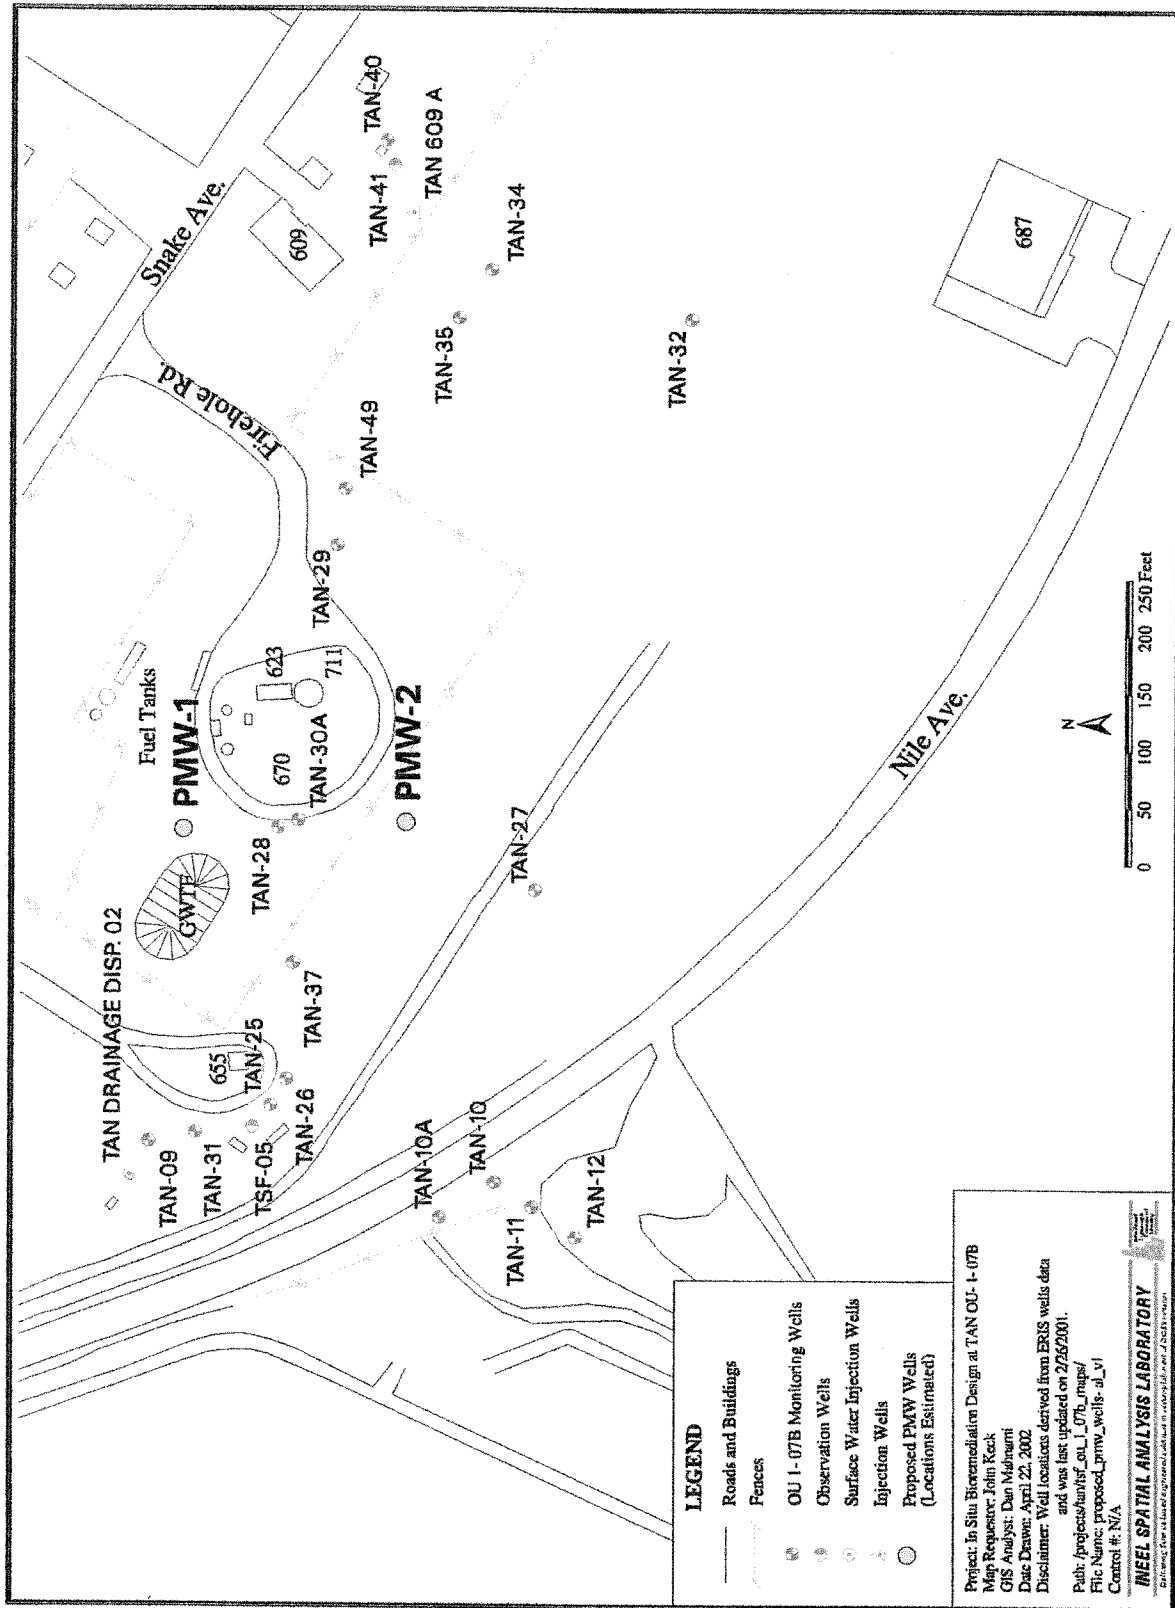 TAN DRAINAGE DISP. 02
TAN-09
TAN-31
TSF-05
TAN-26
TAN-25
655
TAN-37
GWTF
TAN-28
Fuel Tanks
PMW-1
PMW-2
670
TAN-30A
623
711
TAN-29
TAN-49
Firehole Rd.
Snake Ave.
609
TAN-40
TAN-41
TAN 609 A
TAN-34
TAN-35
TAN-32
687
TAN-27
TAN-10A
TAN-10
TAN-11
TAN-12
Nile Ave.
N
0 50 100 150 200 250 Feet
LEGEND
Roads and Buildings
Fences
OU 1-07B Monitoring Wells
Observation Wells
Surface Water Injection Wells
Injection Wells
Proposed PMW Wells
(Locations Estimated)
Project: In Situ Bioremediation Design at TAN OU- 1- 07B
Map Requestor: John Keck
GIS Analyst: Dan Mahnami
Date Drawn: April 22, 2002
Disclaimer: Well locations derived from ERIS wells data
and was last updated on 2/26/2001.
Path: /projects/tan/tsf_ou_1_07b_maps/
File Name: proposed_pmw_wells- al_v1
Control #: N/A
INEEL SPATIAL ANALYSIS LABORATORY